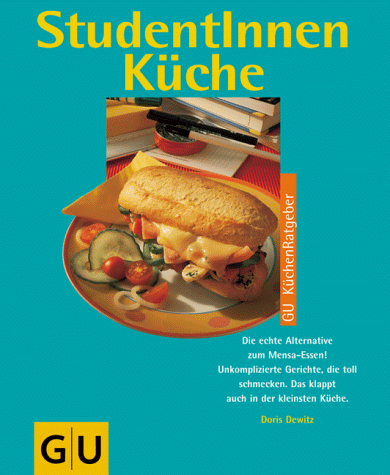 StudentInnen
Küche
GU KüchenRatgeber
Die echte Alternative
zum Mensa-Essen!
Unkomplizierte Gerichte, die toll
schmecken. Das klappt
auch in der kleinsten Küche.
Doris Dewitz
GU